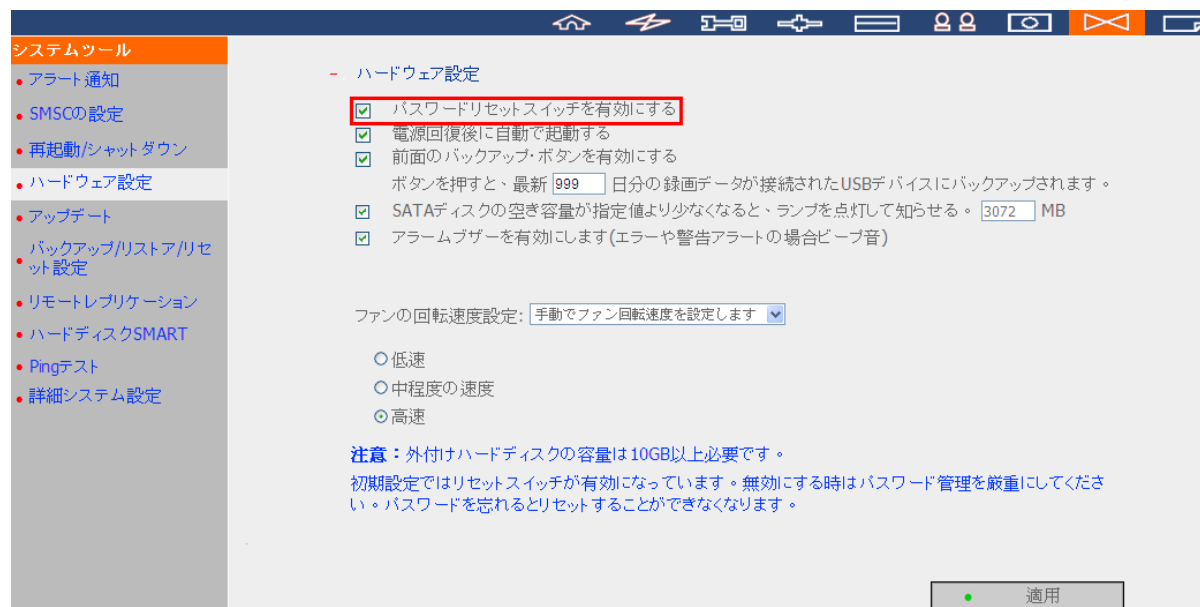 システムツール
アラート通知
SMSCの設定
再起動/シャットダウン
ハードウェア設定
アップデート
バックアップ/リストア/リセ
ット設定
リモートレプリケーション
ハードディスクSMART
Pingテスト
詳細システム設定
- ハードウェア設定
パスワードリセットスイッチを有効にする
電源回復後に自動で起動する
前面のバックアップ・ボタンを有効にする
ボタンを押すと、最新 999 日分の録画データが接続されたUSBデバイスにバックアップされます。
SATAディスクの空き容量が指定値より少なくなると、ランプを点灯して知らせる。 3072 MB
アラームブザーを有効にします(エラーや警告アラートの場合ビープ音)
ファンの回転速度設定: 手動でファン回転速度を設定します
低速
中程度の速度
高速
注意：外付けハードディスクの容量は10GB以上必要です。
初期設定ではリセットスイッチが有効になっています。無効にする時はパスワード管理を厳重にしてくださ
い。パスワードを忘れるとリセットすることができなくなります。
適用